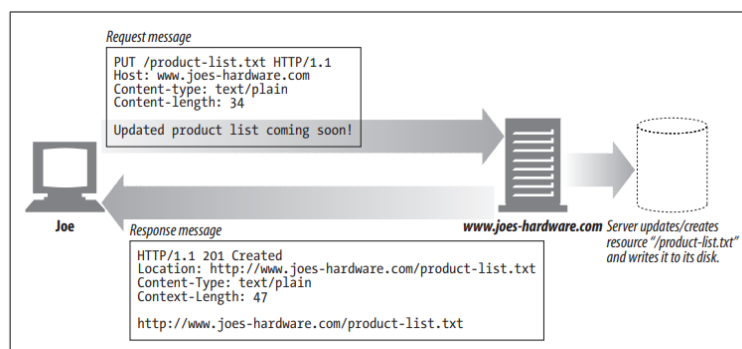 Request message
PUT /product-list.txt HTTP/1.1
Host: www.joes-hardware.com
Content-type: text/plain
Content-length: 34
Updated product list coming soon!
Joe
www.joes-hardware.com
Server updates/creates
resource "/product-list.txt"
and writes it to its disk.
Response message
HTTP/1.1 201 Created
Location: http://www.joes-hardware.com/product-list.txt
Content-Type: text/plain
Context-Length: 47
http://www.joes-hardware.com/product-list.txt